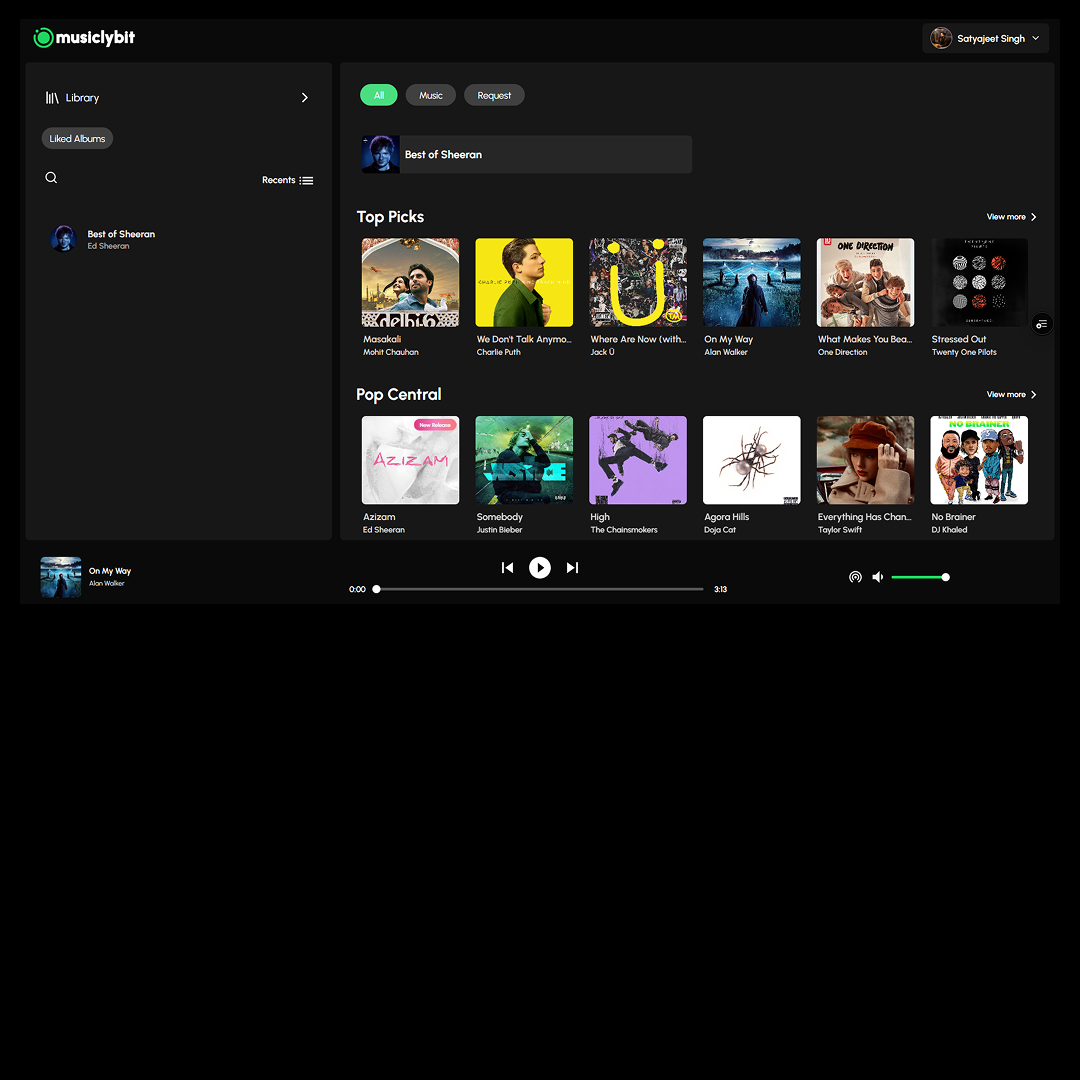 musiclybit
Satyajeet Singh
Library
Liked Albums
Recents
Best of Sheeran
Ed Sheeran
All
Music
Request
Best of Sheeran
Top Picks
View more
delhi6
ONE DIRECTION
Masakali
We Don't Talk Anymo...
Where Are Now (with...
On My Way
What Makes You Bea...
Stressed Out
Mohit Chauhan
Charlie Puth
Jack Ü
Alan Walker
One Direction
Twenty One Pilots
Pop Central
View more
New Release
AZIZAM
JUSTICE
NO BRAINER
Azizam
Somebody
High
Agora Hills
Everything Has Chan...
No Brainer
Ed Sheeran
Justin Bieber
The Chainsmokers
Doja Cat
Taylor Swift
DJ Khaled
On My Way
Alan Walker
0:00
3:13